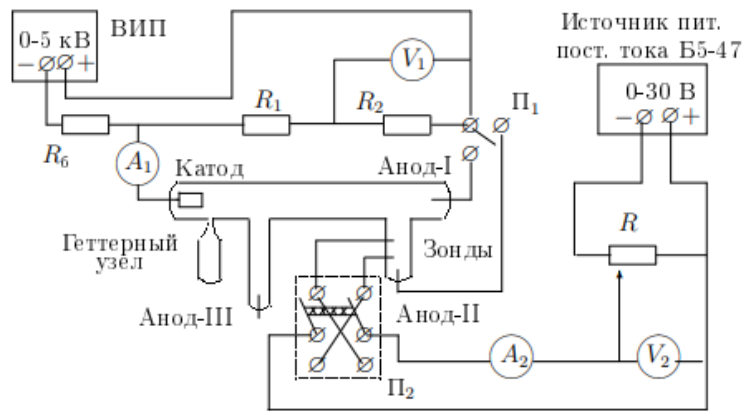 ВИП
0-5 кВ
− +
R₆
R₁
R₂
V₁
П₁
A₁
Катод
Анод-I
Геттерный
узел
Зонды
Анод-III
Анод-II
П₂
A₂
V₂
Источник пит.
пост. тока Б5-47
0-30 В
− +
R